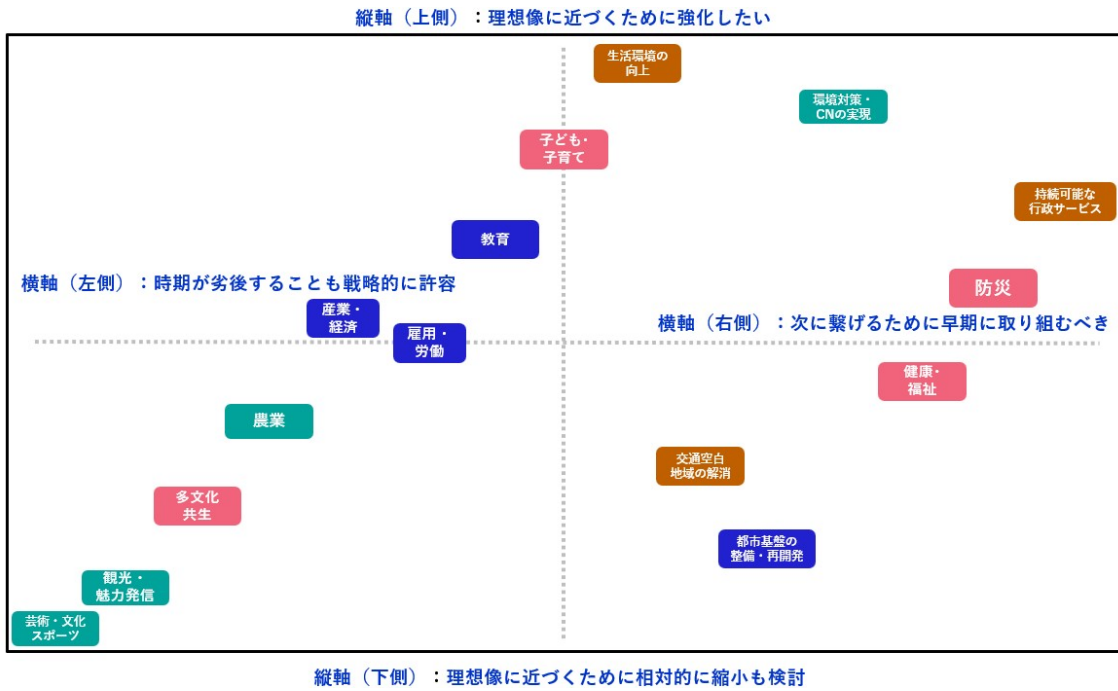 縦軸（上側）：理想像に近づくために強化したい
生活環境の
向上
環境対策・
CNの実現
子ども・
子育て
持続可能な
行政サービス
教育
横軸（左側）：時期が劣後することも戦略的に許容
防災
産業・
経済
横軸（右側）：次に繋げるために早期に取り組むべき
雇用・
労働
健康・
福祉
農業
交通空白
地域の解消
多文化
共生
都市基盤の
整備・再開発
観光・
魅力発信
芸術・文化
スポーツ
縦軸（下側）：理想像に近づくために相対的に縮小も検討